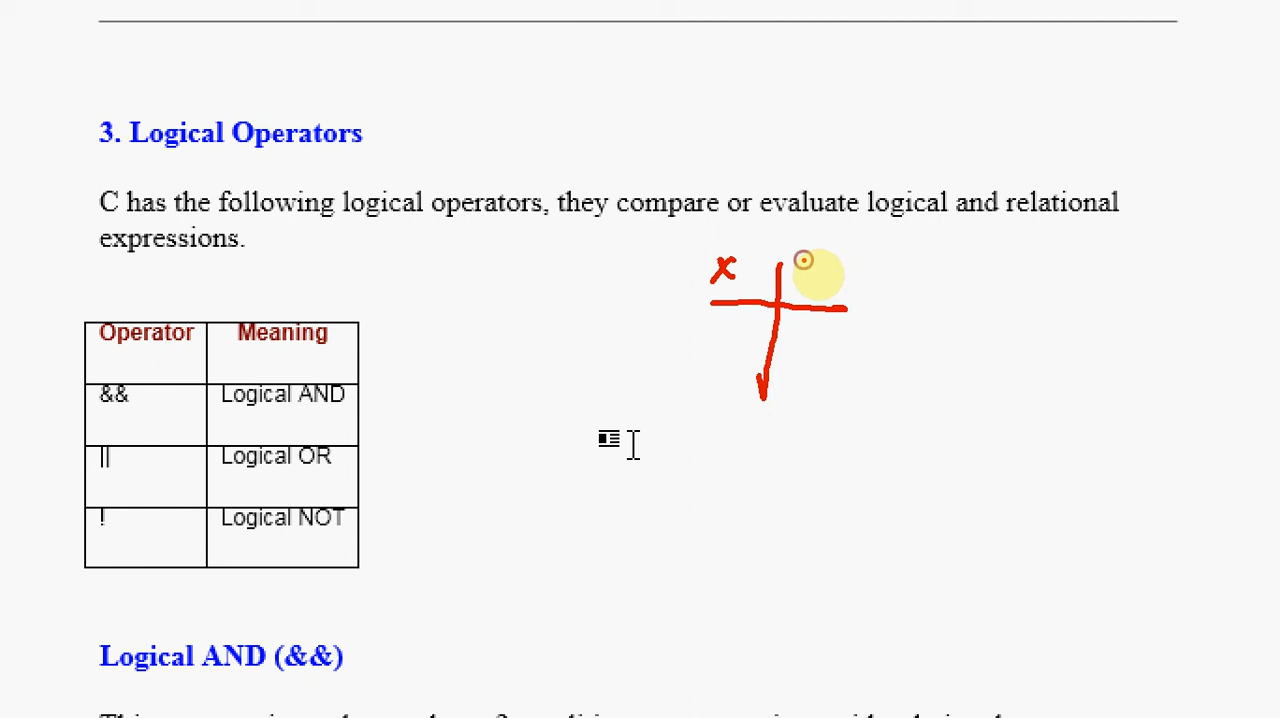 3. Logical Operators
C has the following logical operators, they compare or evaluate logical and relational
expressions.
x
Operator Meaning
&& Logical AND
|| Logical OR
! Logical NOT
Logical AND (&&)